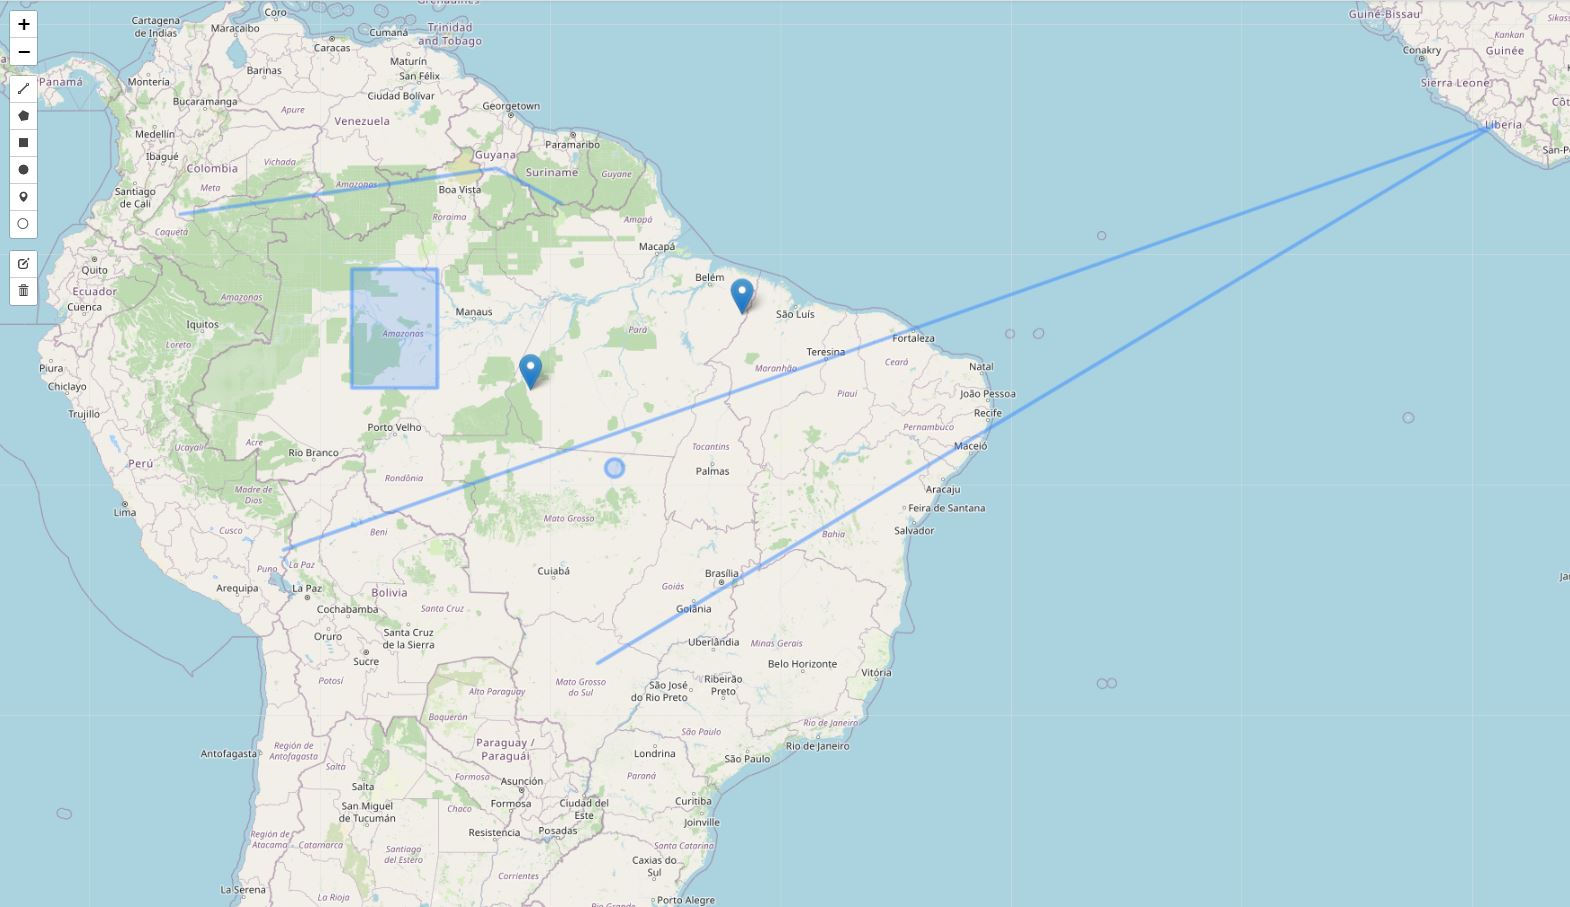 Grenadines
Coro
Cartagena
de Indias
Maracaibo
Cumaná
Trinidad
and Tobago
Guiné-Bissau
Caracas
Kankan
Conakry
Guinée
Maturín
Barinas
San Félix
Panamá
Montería
Sierra Leone
Ciudad Bolívar
Bucaramanga
Apure
Georgetown
Venezuela
Liberia
Medellín
Paramaribo
Ibagué
Guyana
Vichada
Colombia
Suriname
Guyane
Meta
Amazonas
Boa Vista
Santiago
de Cali
Roraima
Amapá
Caquetá
Macapá
Quito
Belém
Ecuador
Amazonas
Cuenca
Manaus
São Luís
Iquitos
Pará
Amazonas
Loreto
Fortaleza
Teresina
Piura
Maranhão
Ceará
Natal
Chiclayo
Piauí
João Pessoa
Trujillo
Recife
Porto Velho
Pernambuco
Acre
Ucayali
Tocantins
Maceió
Rio Branco
Perú
Palmas
Rondônia
Madre de
Dios
Aracaju
Lima
Feira de Santana
Mato Grosso
Cusco
Beni
Salvador
Bahia
Puno
La Paz
Cuiabá
Brasília
Arequipa
La Paz
Goiás
Bolivia
Cochabamba
Santa Cruz
Goiânia
Oruro
Santa Cruz
de la Sierra
Uberlândia
Minas Gerais
Sucre
Belo Horizonte
Vitória
Potosí
Mato Grosso
do Sul
São José
do Rio Preto
Ribeirão
Preto
Alto Paraguay
Boquerón
Rio de Janeiro
São Paulo
Antofagasta
Región de
Antofagasta
Paraguay /
Paraguái
Londrina
Rio de Janeiro
São Paulo
Salta
Formosa
Paraná
Asunción
Salta
Formosa
Ciudad del
Este
Curitiba
San Miguel
de Tucumán
Chaco
Joinville
Resistencia
Posadas
Región de
Atacama
Catamarca
Santa Catarina
Santiago
del Estero
Caxias do
Sul
Corrientes
La Serena
La Rioja
Porto Alegre